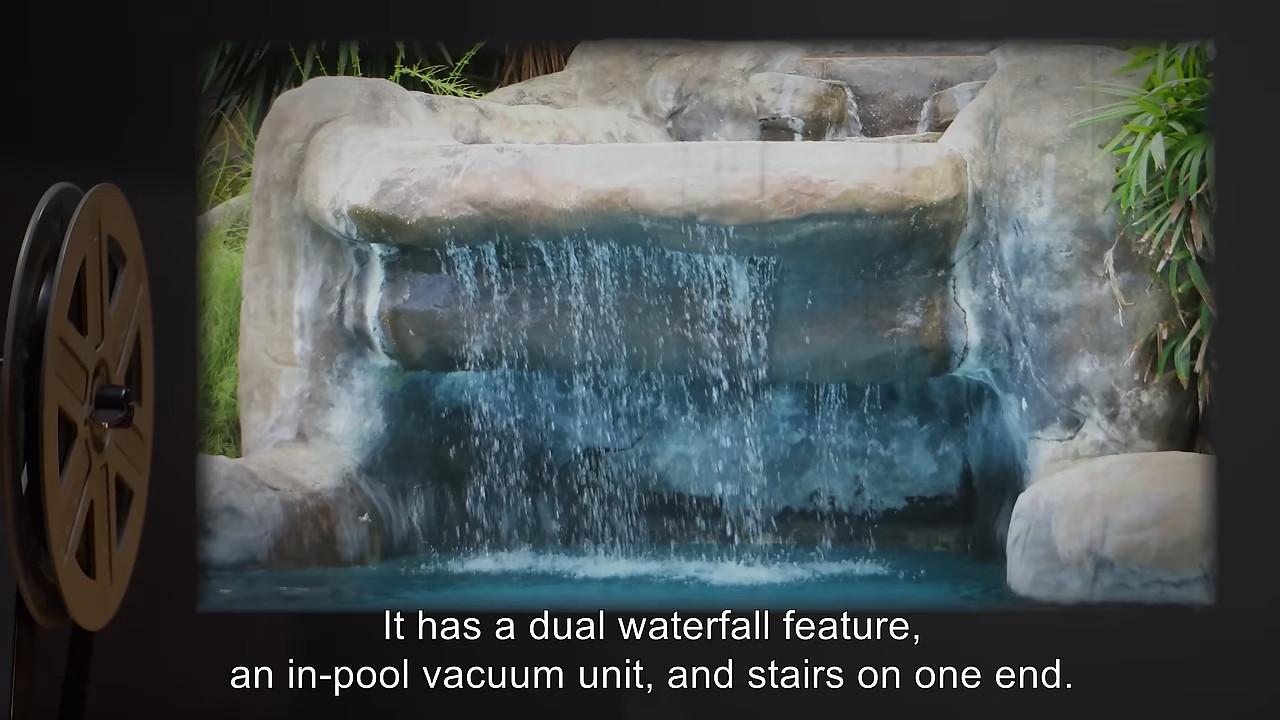 It has a dual waterfall feature,
an in-pool vacuum unit, and stairs on one end.